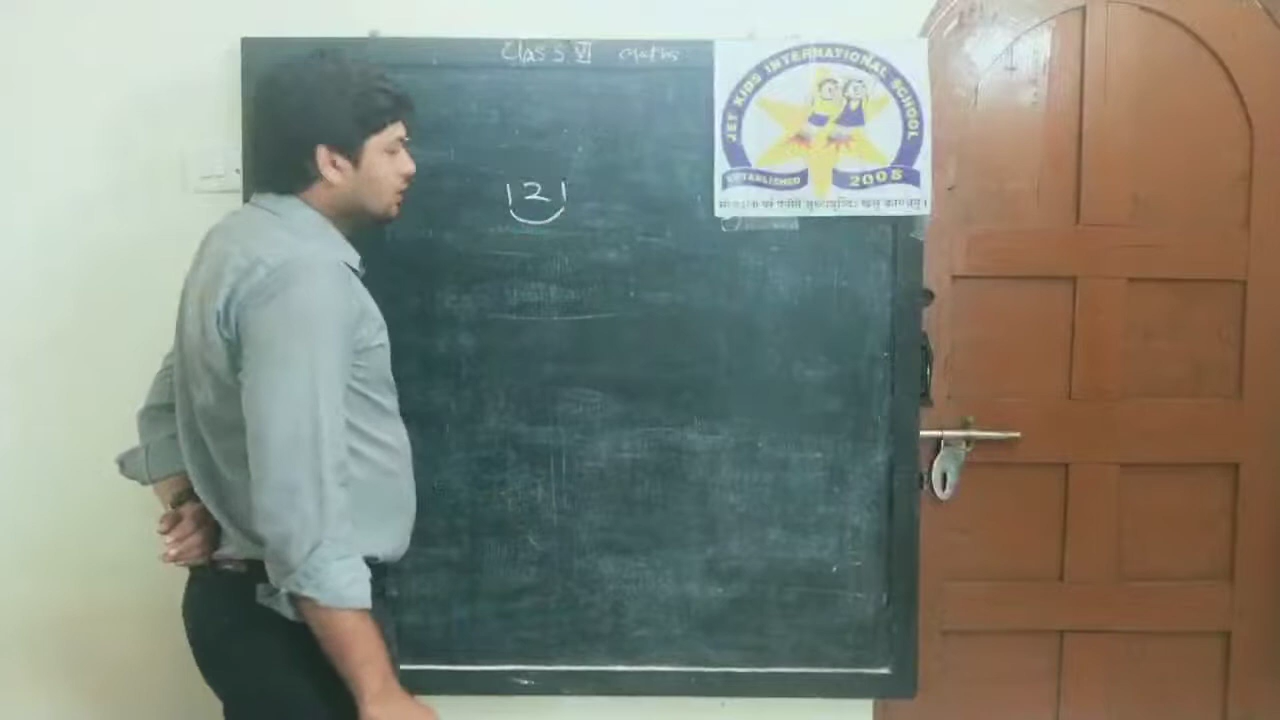 Class VI Maths
121
JET KIDS INTERNATIONAL SCHOOL
ESTABLISHED 2005